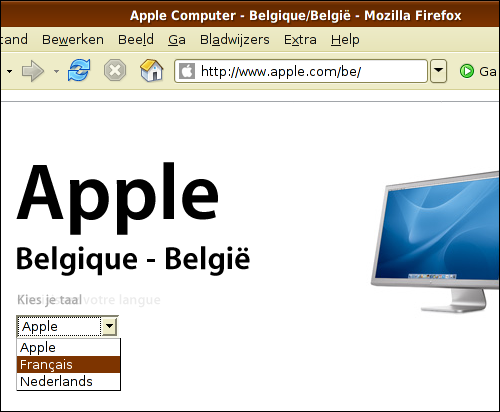 Apple Computer - Belgique/België - Mozilla Firefox
tand Bewerken Beeld Ga Bladwijzers Extra Help
http://www.apple.com/be/ Ga
Apple
Belgique - België
Kies je taal votre langue
Apple
Apple
Français
Nederlands